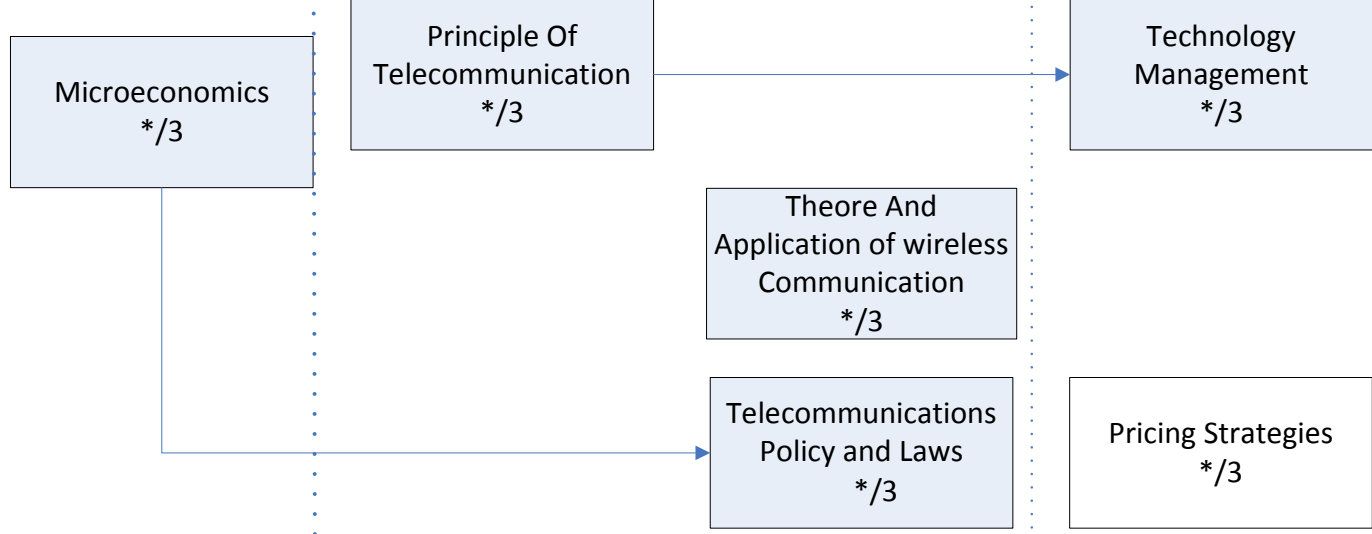 Microeconomics
*/3
Principle Of
Telecommunication
*/3
Technology
Management
*/3
Theore And
Application of wireless
Communication
*/3
Telecommunications
Policy and Laws
*/3
Pricing Strategies
*/3